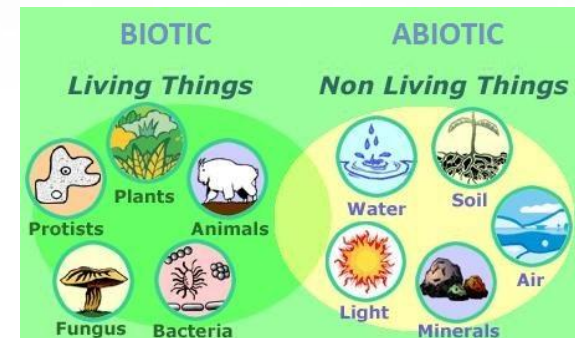 BIOTIC
ABIOTIC
Living Things
Non Living Things
Plants
Protists
Animals
Fungus
Bacteria
Water
Soil
Air
Light
Minerals